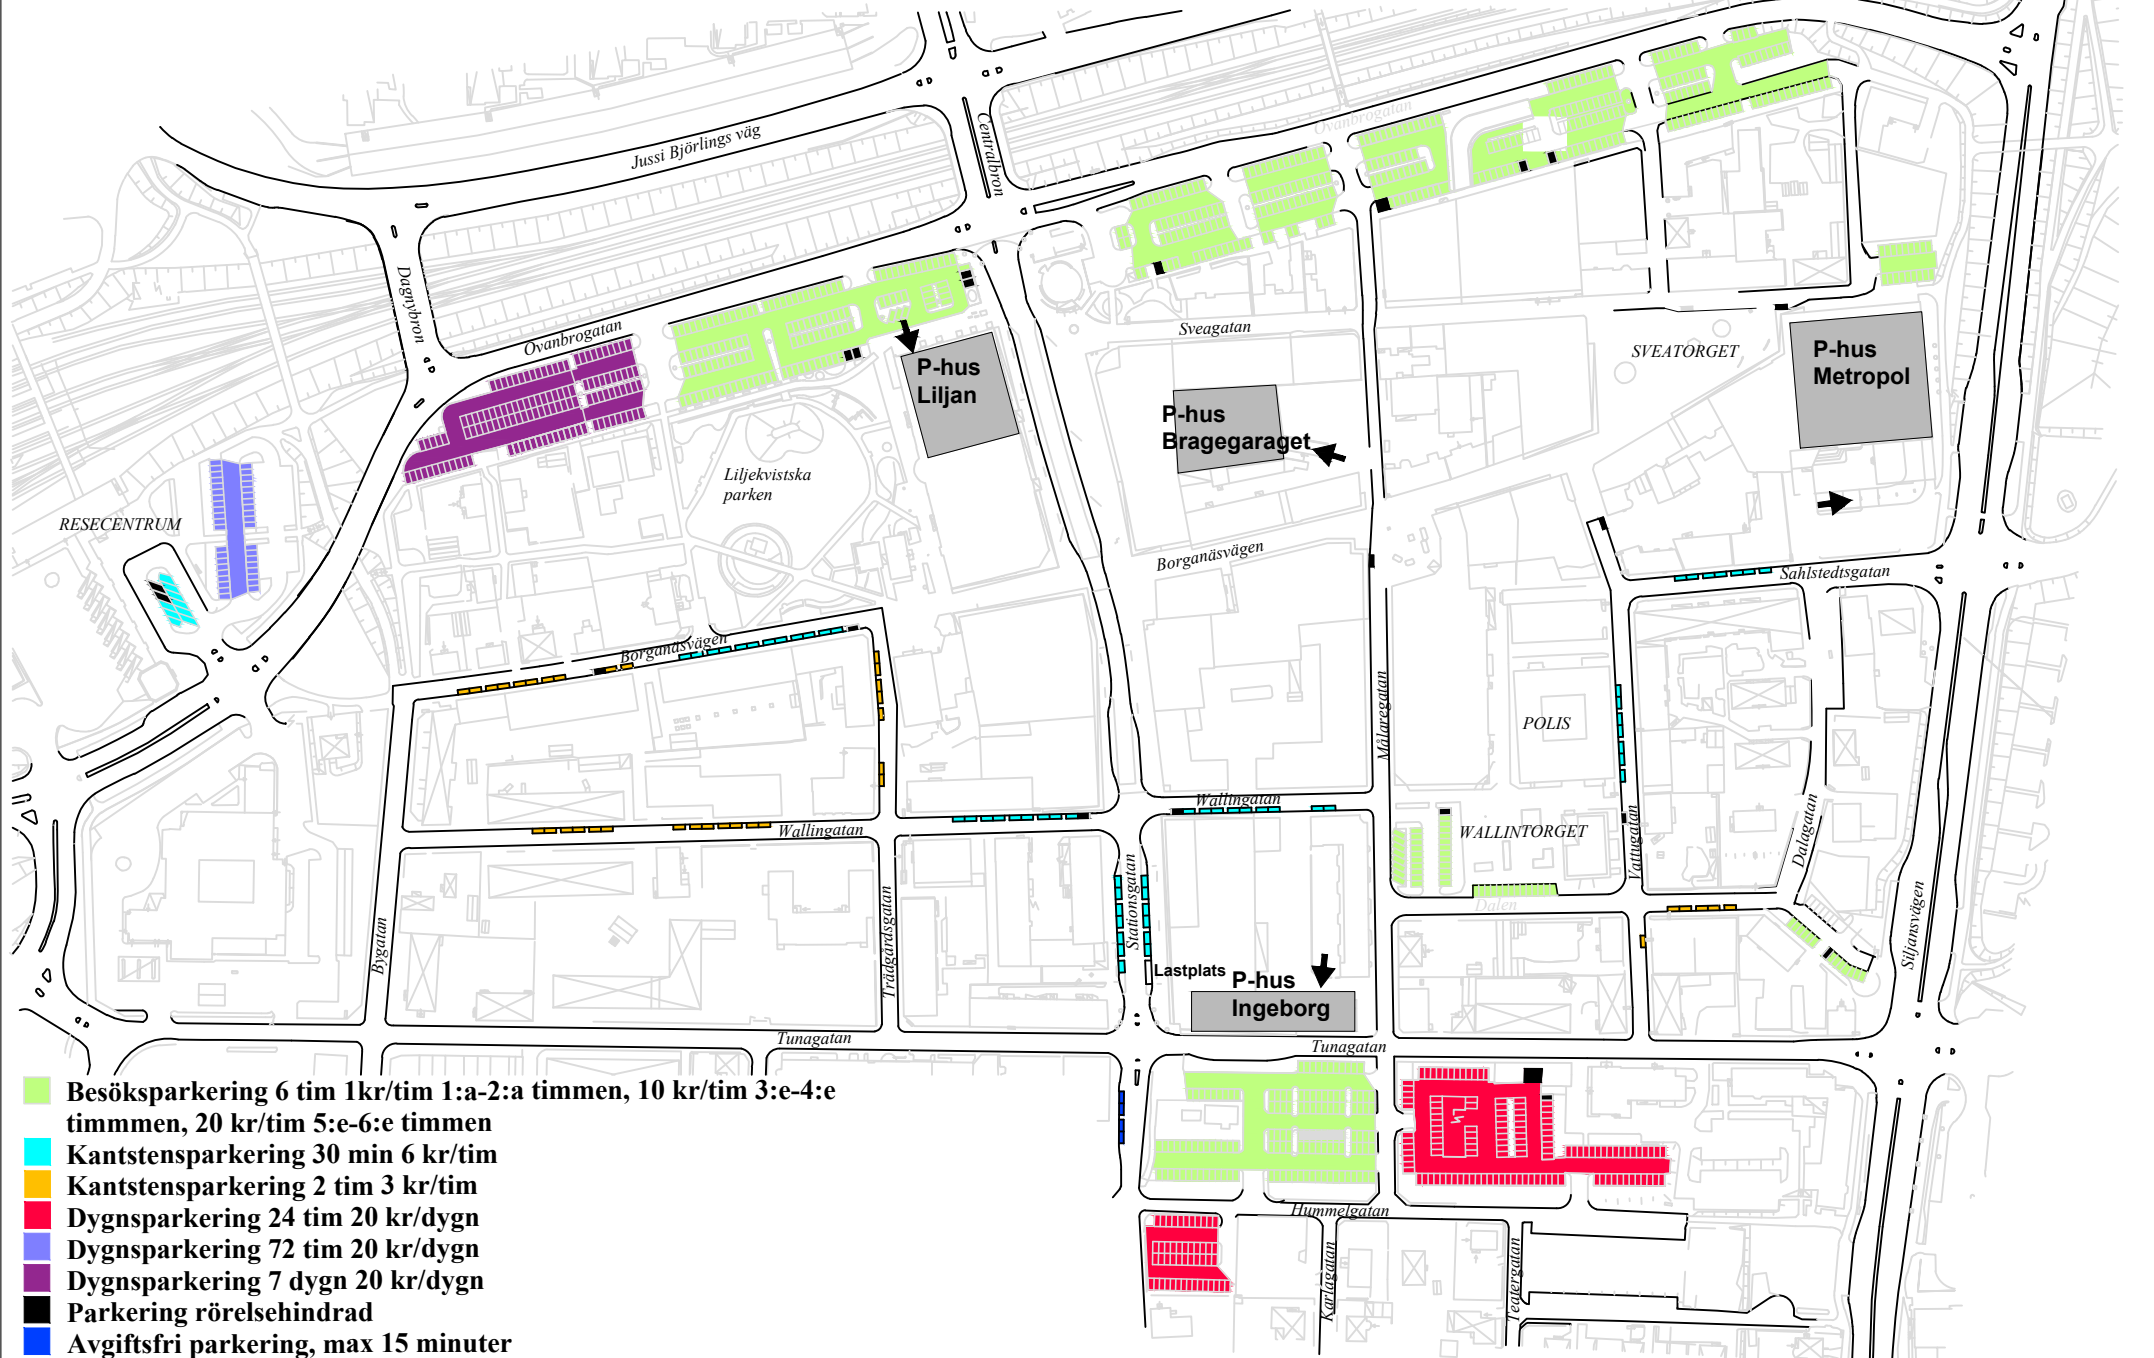 Jussi Björlings väg
Centralbron
Ovanbrogatan
Dagnybron
Ovanbrogatan
Sveagatan
SVEATORGET
P-hus
Metropol
P-hus
Liljan
P-hus
Bragegaraget
Liljekvistska
parken
RESECENTRUM
Borganäsvägen
Sahlstedtsgatan
Borganäsvägen
Målaregatan
POLIS
Wallingatan
Wallingatan
WALLINTORGET
Vattugatan
Dalagatan
Siljansvägen
Dalen
Bygatan
Trädgårdsgatan
Stationsgatan
Lastplats
P-hus
Ingeborg
Tunagatan
Tunagatan
Hummelgatan
Karlagatan
Teatergatan
Besöksparkering 6 tim 1kr/tim 1:a-2:a timmen, 10 kr/tim 3:e-4:e
timmmen, 20 kr/tim 5:e-6:e timmen
Kantstensparkering 30 min 6 kr/tim
Kantstensparkering 2 tim 3 kr/tim
Dygnsparkering 24 tim 20 kr/dygn
Dygnsparkering 72 tim 20 kr/dygn
Dygnsparkering 7 dygn 20 kr/dygn
Parkering rörelsehindrad
Avgiftsfri parkering, max 15 minuter